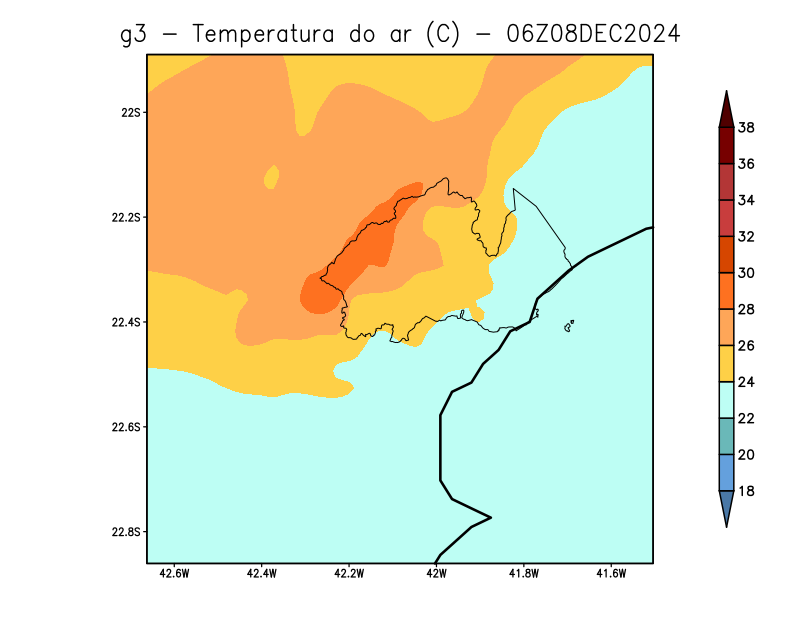 g3 − Temperatura do ar (C) − 06Z08DEC2024
22S
22.2S
22.4S
22.6S
22.8S
42.6W
42.4W
42.2W
42W
41.8W
41.6W
38
36
34
32
30
28
26
24
22
20
18